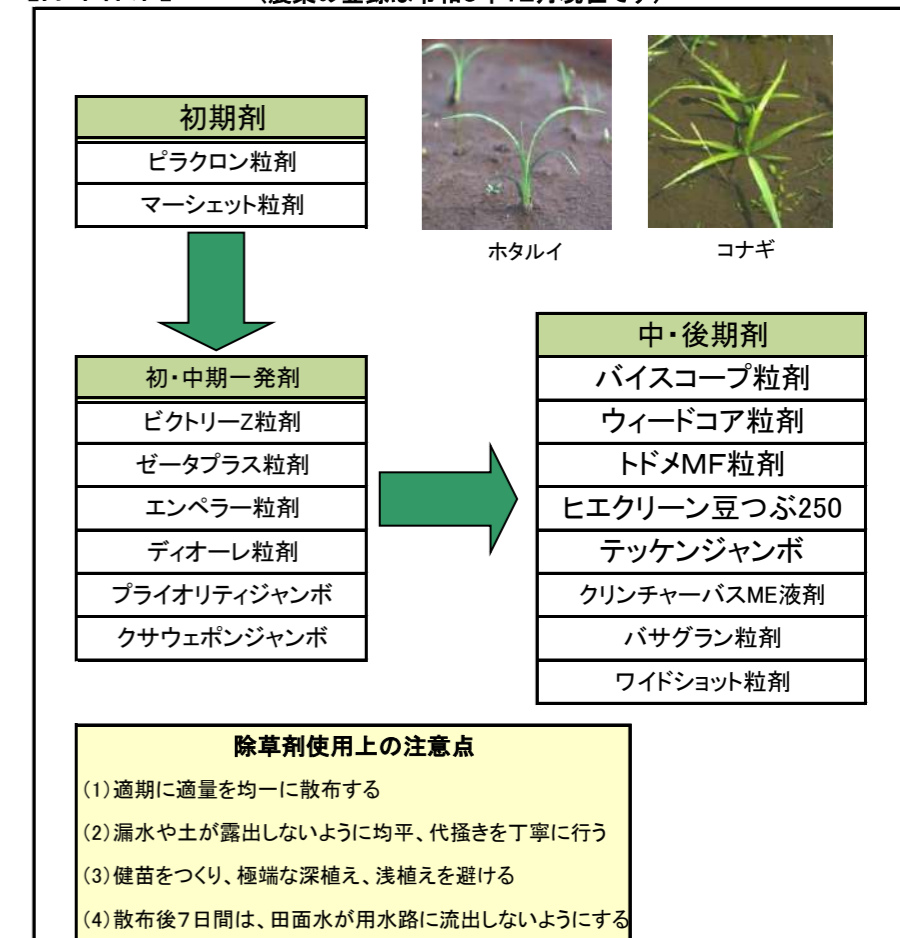 初期剤
ピラクロン粒剤
マーシェット粒剤
ホタルイ
コナギ
初・中期一発剤
ビクトリーZ粒剤
ゼータプラス粒剤
エンペラー粒剤
ディオーレ粒剤
プライオリティジャンボ
クサウェポンジャンボ
中・後期剤
バイスコープ粒剤
ウィードコア粒剤
トドメMF粒剤
ヒエクリーン豆つぶ250
テッケンジャンボ
クリンチャーバスME液剤
バサグラン粒剤
ワイドショット粒剤
除草剤使用上の注意点
(1)適期に適量を均一に散布する
(2)漏水や土が露出しないように均平、代掻きを丁寧に行う
(3)健苗をつくり、極端な深植え、浅植えを避ける
(4)散布後7日間は、田面水が用水路に流出しないようにする